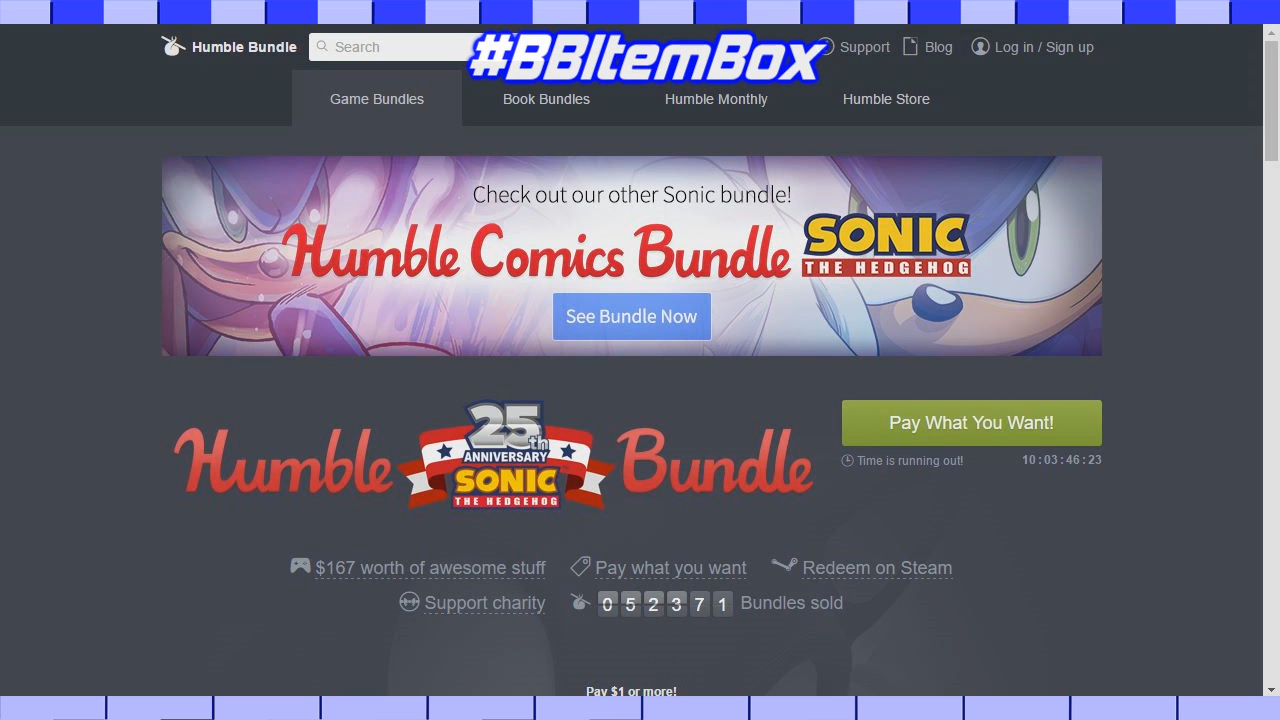 Humble Bundle
Search
#BBItemBox
Support
Blog
Log in / Sign up
Game Bundles
Book Bundles
Humble Monthly
Humble Store
Check out our other Sonic bundle!
Humble Comics Bundle
SONIC
THE HEDGEHOG
See Bundle Now
Humble
25th
ANNIVERSARY
SONIC
THE HEDGEHOG
Bundle
Pay What You Want!
Time is running out!
10:03:46:23
$167 worth of awesome stuff
Pay what you want
Redeem on Steam
Support charity
052371 Bundles sold
Pay $1 or more!